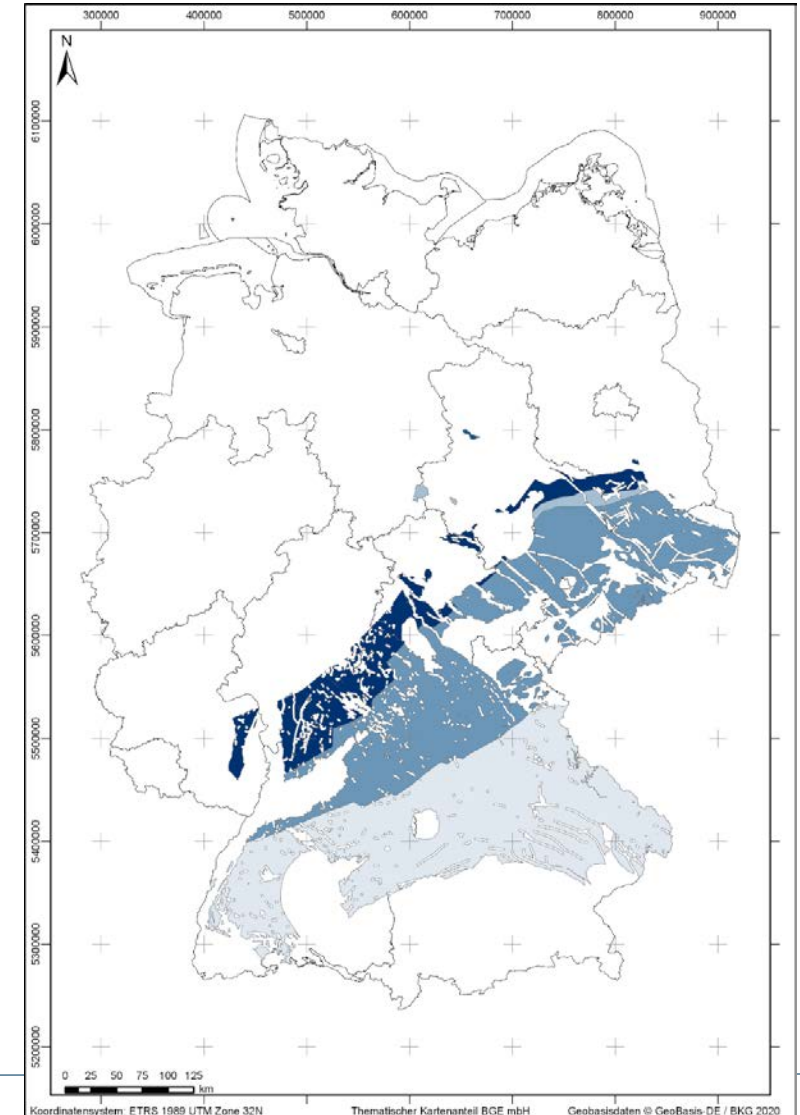 300000 400000 500000 600000 700000 800000 900000
N
6100000
6000000
5900000
5800000
5700000
5600000
5500000
5400000
5300000
5200000
0 25 50 75 100 125
km
Koordinatensystem: ETRS 1989 UTM Zone 32N Thematischer Kartenanteil BGE mbH Geobasisdaten © GeoBasis-DE / BKG 2020